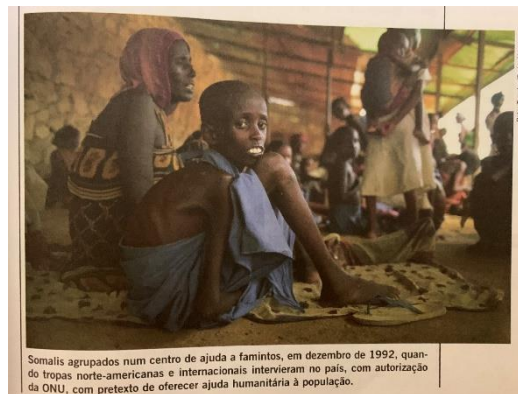 Somalis agrupados num centro de ajuda a famintos, em dezembro de 1992, quan-
do tropas norte-americanas e internacionais intervieram no país, com autorização
da ONU, com pretexto de oferecer ajuda humanitária à população.